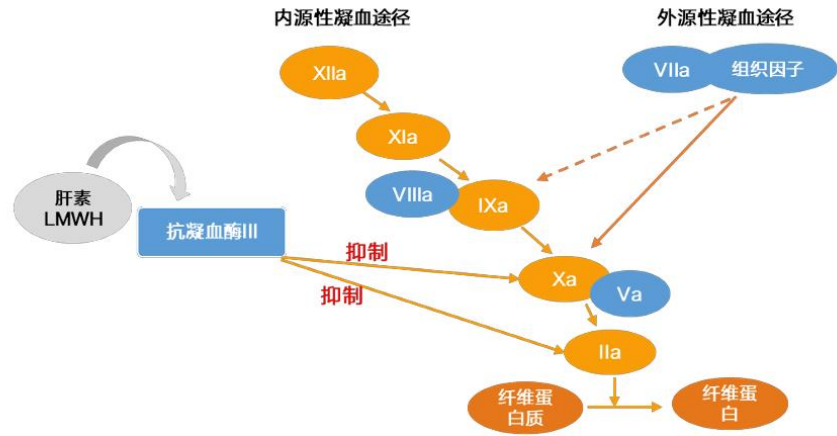 内源性凝血途径
外源性凝血途径
XIIa
VIIa
组织因子
XIa
肝素
LMWH
VIIIa
IXa
抗凝血酶III
抑制
抑制
Xa
Va
IIa
纤维蛋
白质
纤维蛋
白